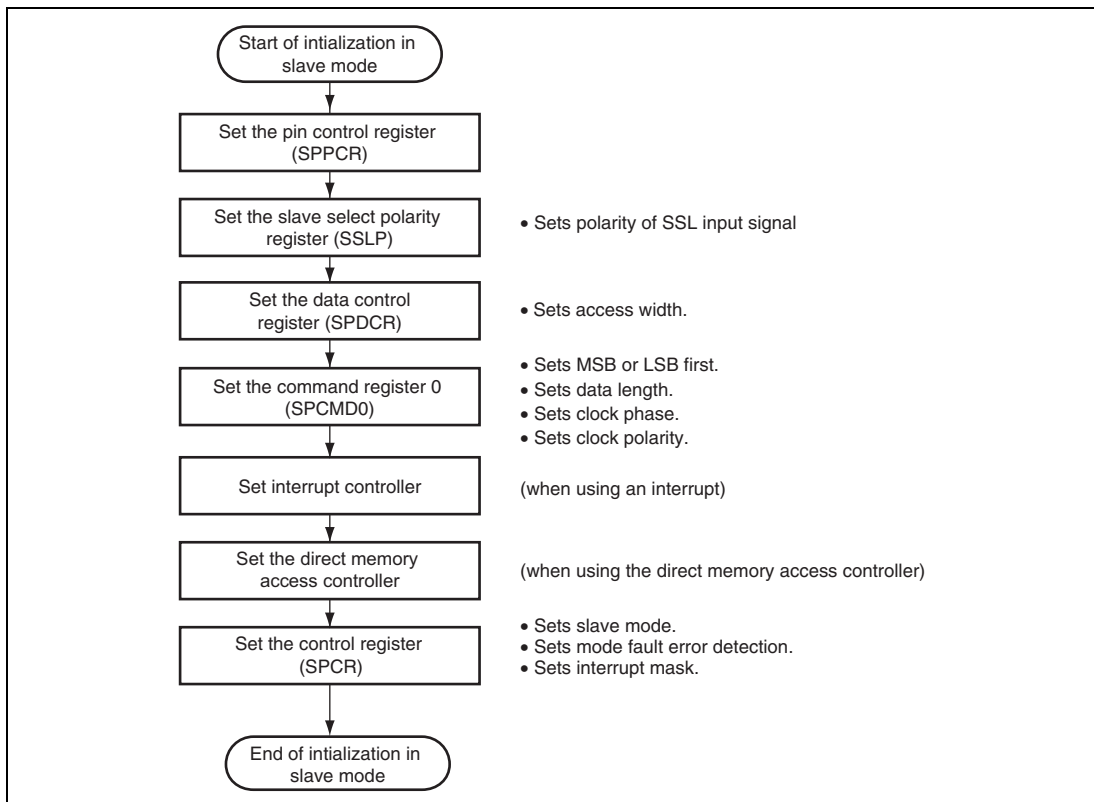 Start of intialization in
slave mode
Set the pin control register
(SPPCR)
Set the slave select polarity
register (SSLP)
• Sets polarity of SSL input signal
Set the data control
register (SPDCR)
• Sets access width.
Set the command register 0
(SPCMD0)
• Sets MSB or LSB first.
• Sets data length.
• Sets clock phase.
• Sets clock polarity.
Set interrupt controller
(when using an interrupt)
Set the direct memory
access controller
(when using the direct memory access controller)
Set the control register
(SPCR)
• Sets slave mode.
• Sets mode fault error detection.
• Sets interrupt mask.
End of intialization in
slave mode